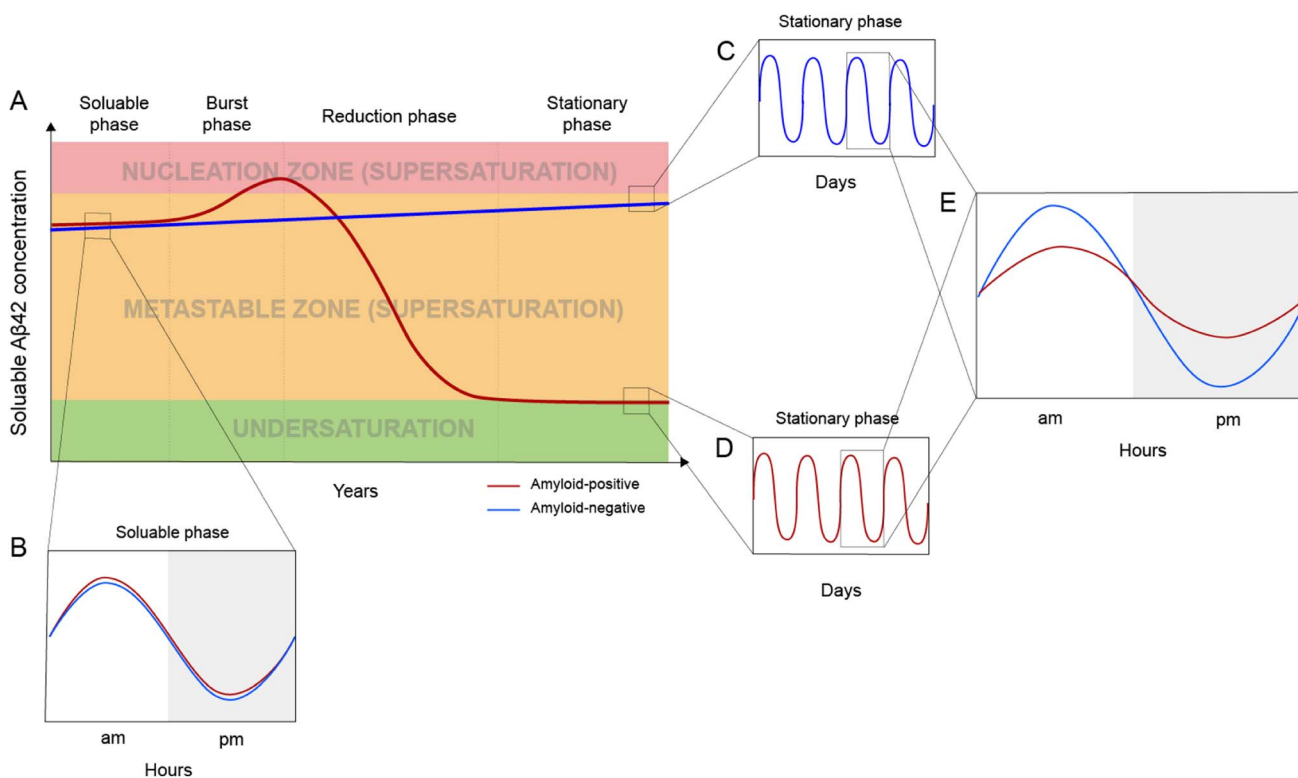 A
Soluable
phase
Burst
phase
Reduction phase
Stationary
phase
NUCLEATION ZONE (SUPERSATURATION)
METASTABLE ZONE (SUPERSATURATION)
UNDERSATURATION
Soluable Aβ42 concentration
Years
Amyloid-positive
Amyloid-negative
B
Soluable phase
am pm
Hours
C
Stationary phase
Days
D
Stationary phase
Days
E
am pm
Hours